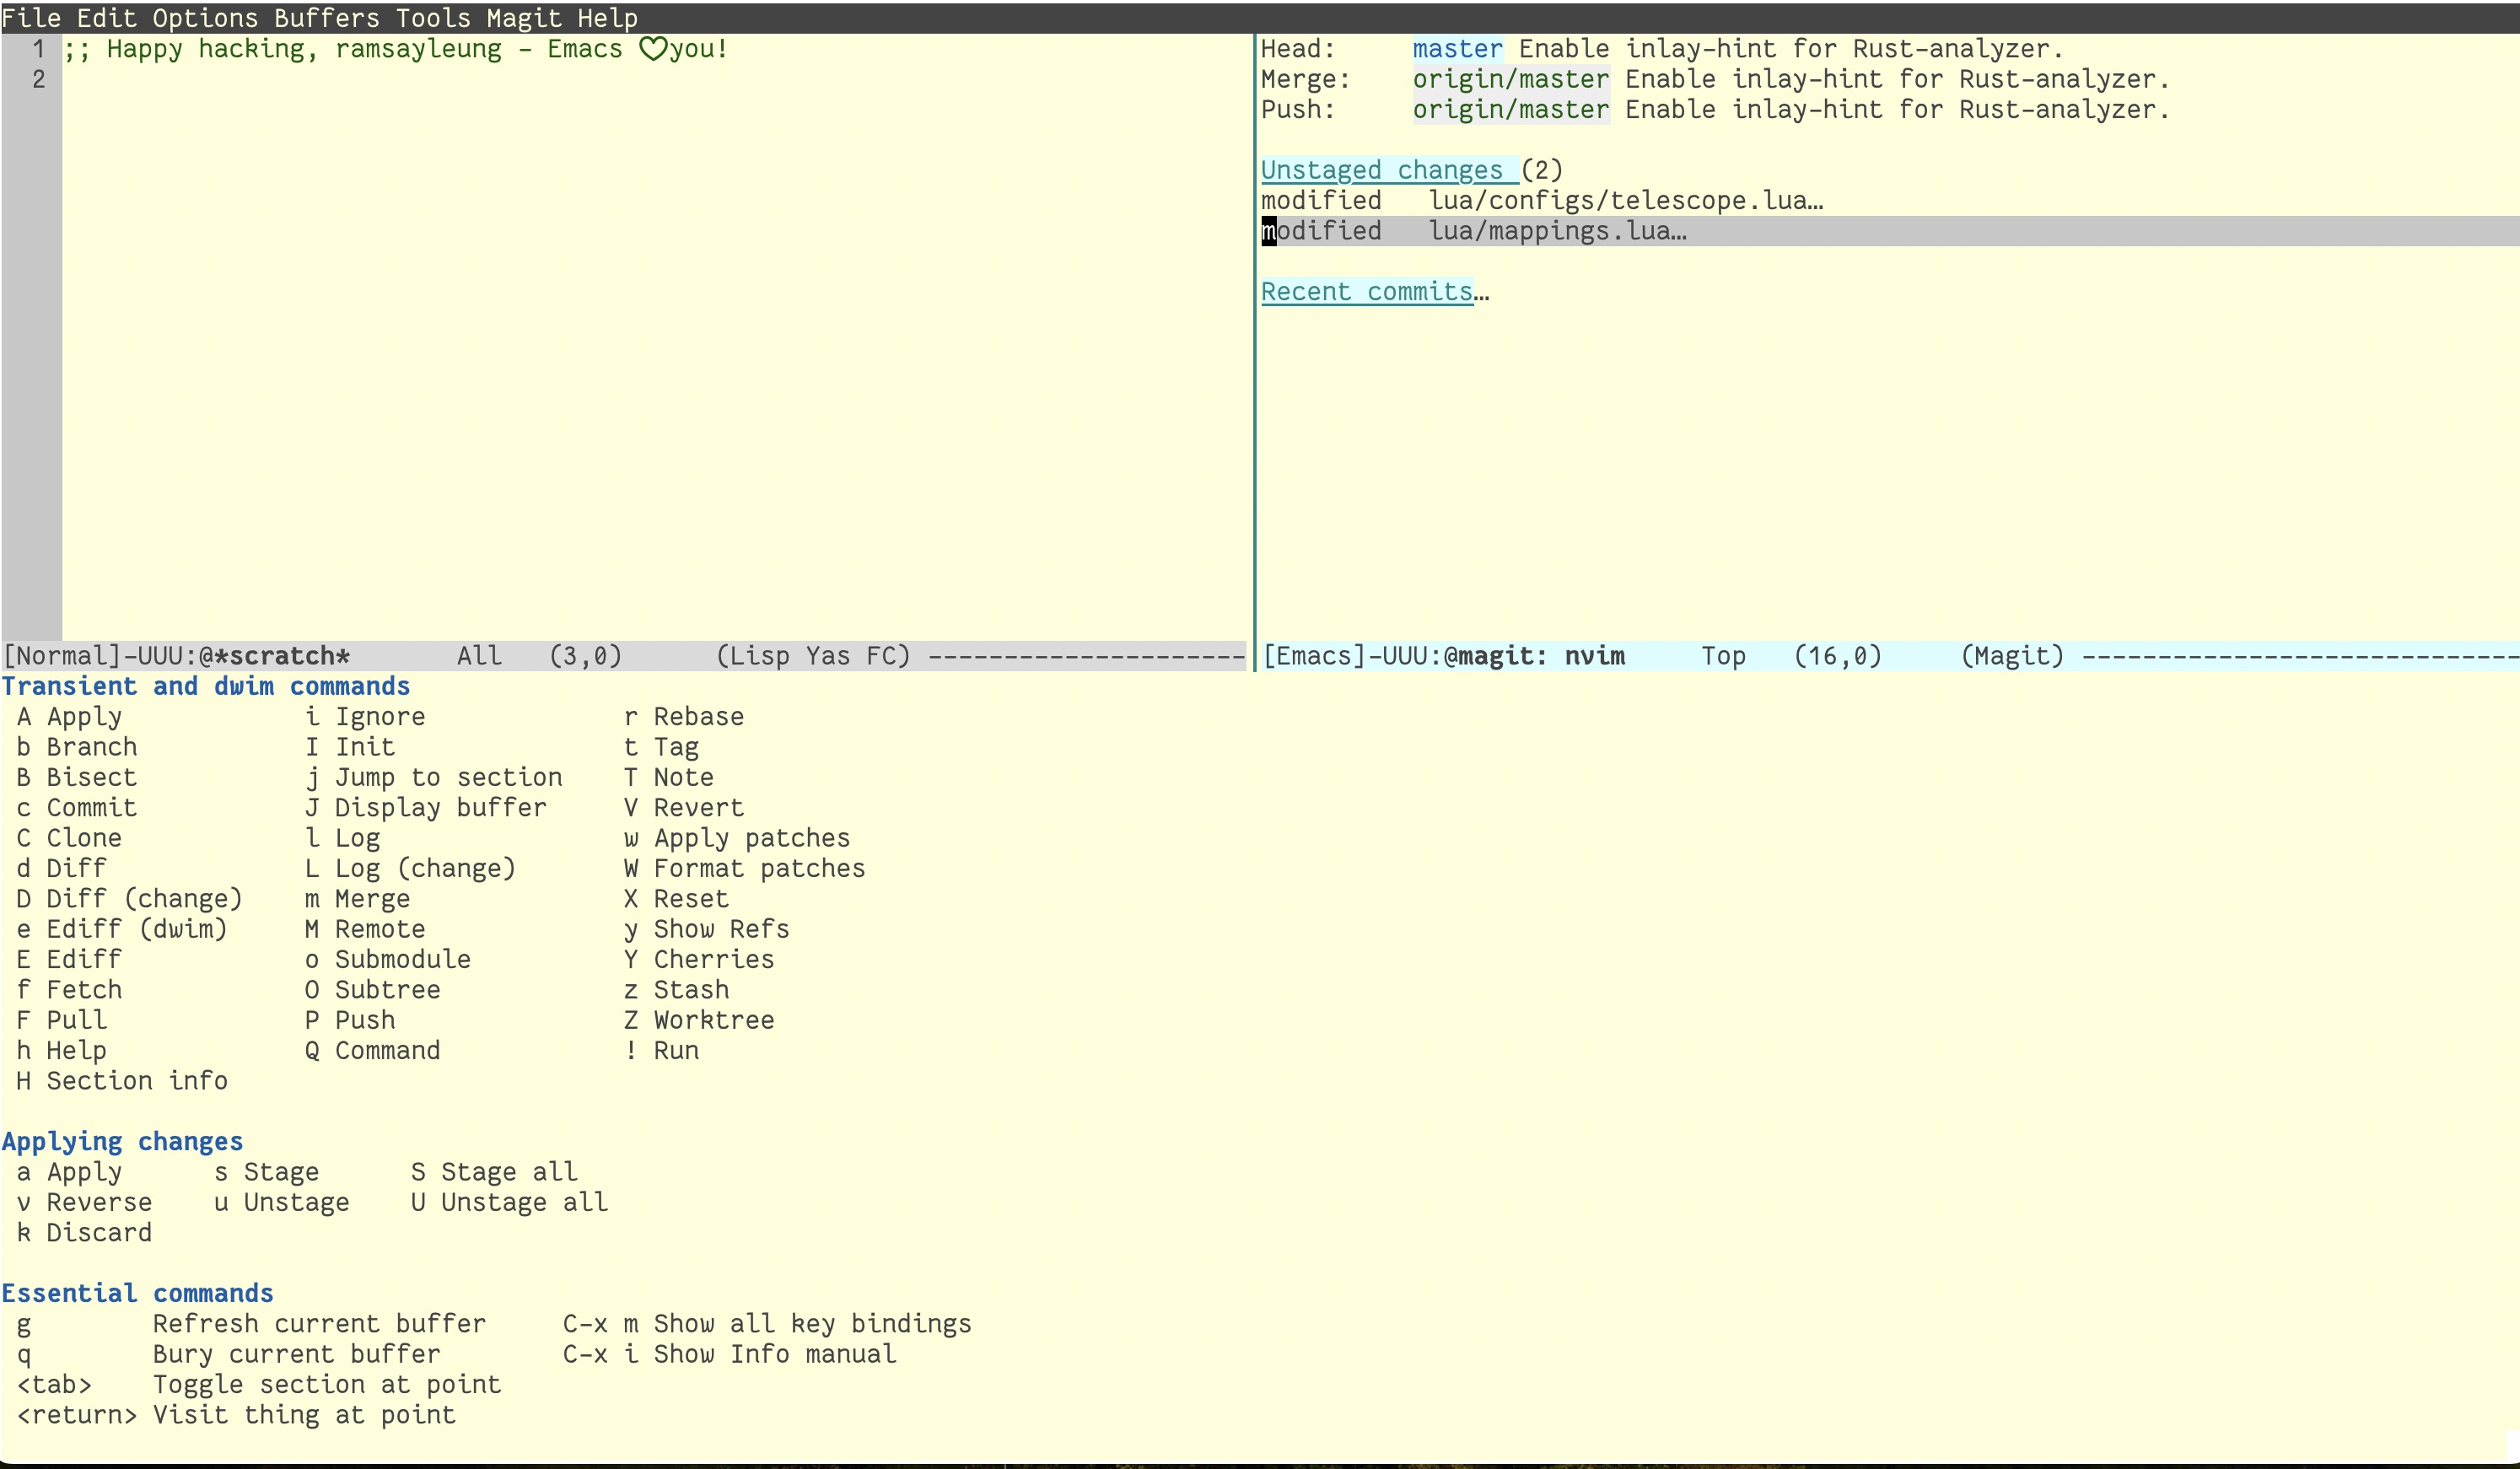 File Edit Options Buffers Tools Magit Help
1 ;; Happy hacking, ramsayleung - Emacs ♡you!
2
[Normal]-UUU:@*scratch*       All   (3,0)      (Lisp Yas FC) ---------------------
Head:     master Enable inlay-hint for Rust-analyzer.
Merge:    origin/master Enable inlay-hint for Rust-analyzer.
Push:     origin/master Enable inlay-hint for Rust-analyzer.
Unstaged changes (2)
modified   lua/configs/telescope.lua…
modified   lua/mappings.lua…
Recent commits…
[Emacs]-UUU:@magit: nvim     Top   (16,0)     (Magit) -----------------------------
Transient and dwim commands
A Apply            i Ignore             r Rebase
b Branch           I Init               t Tag
B Bisect           j Jump to section    T Note
c Commit           J Display buffer     V Revert
C Clone            l Log                w Apply patches
d Diff             L Log (change)       W Format patches
D Diff (change)    m Merge              X Reset
e Ediff (dwim)     M Remote             y Show Refs
E Ediff            o Submodule          Y Cherries
f Fetch            O Subtree            z Stash
F Pull             P Push               Z Worktree
h Help             Q Command            ! Run
H Section info
Applying changes
a Apply      s Stage      S Stage all
v Reverse    u Unstage    U Unstage all
k Discard
Essential commands
g        Refresh current buffer     C-x m Show all key bindings
q        Bury current buffer        C-x i Show Info manual
<tab>    Toggle section at point
<return> Visit thing at point